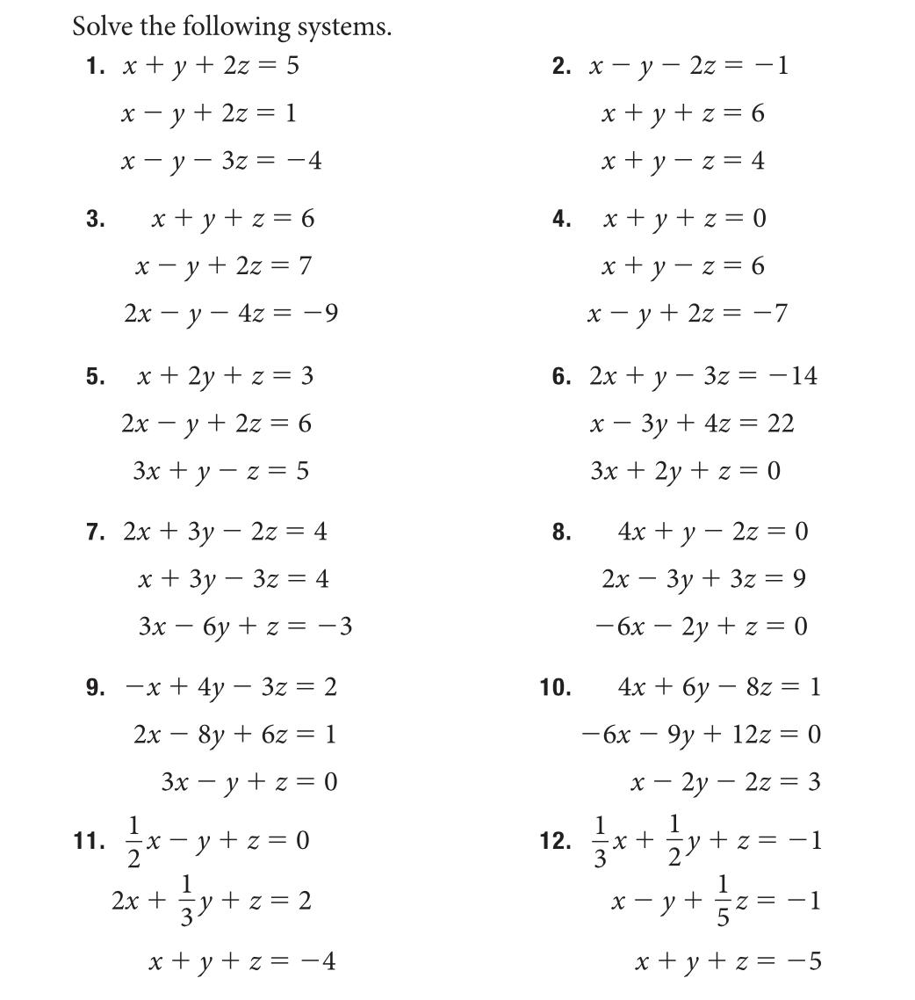 Solve the following systems.
1. x + y + 2z = 5
x − y + 2z = 1
x − y − 3z = −4
2. x − y − 2z = −1
x + y + z = 6
x + y − z = 4
3. x + y + z = 6
x − y + 2z = 7
2x − y − 4z = −9
4. x + y + z = 0
x + y − z = 6
x − y + 2z = −7
5. x + 2y + z = 3
2x − y + 2z = 6
3x + y − z = 5
6. 2x + y − 3z = −14
x − 3y + 4z = 22
3x + 2y + z = 0
7. 2x + 3y − 2z = 4
x + 3y − 3z = 4
3x − 6y + z = −3
8. 4x + y − 2z = 0
2x − 3y + 3z = 9
−6x − 2y + z = 0
9. −x + 4y − 3z = 2
2x − 8y + 6z = 1
3x − y + z = 0
10. 4x + 6y − 8z = 1
−6x − 9y + 12z = 0
x − 2y − 2z = 3
11. 1/2 x − y + z = 0
2x + 1/3 y + z = 2
x + y + z = −4
12. 1/3 x + 1/2 y + z = −1
x − y + 1/5 z = −1
x + y + z = −5